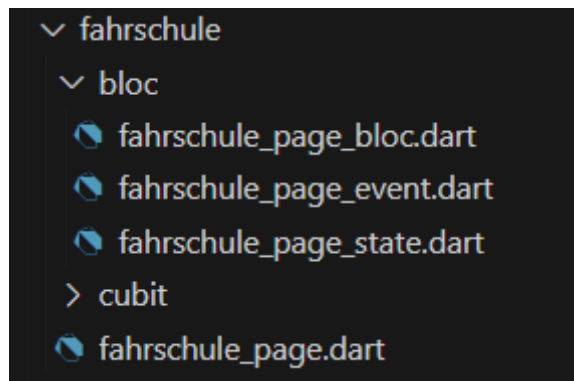 fahrschule
bloc
fahrschule_page_bloc.dart
fahrschule_page_event.dart
fahrschule_page_state.dart
cubit
fahrschule_page.dart